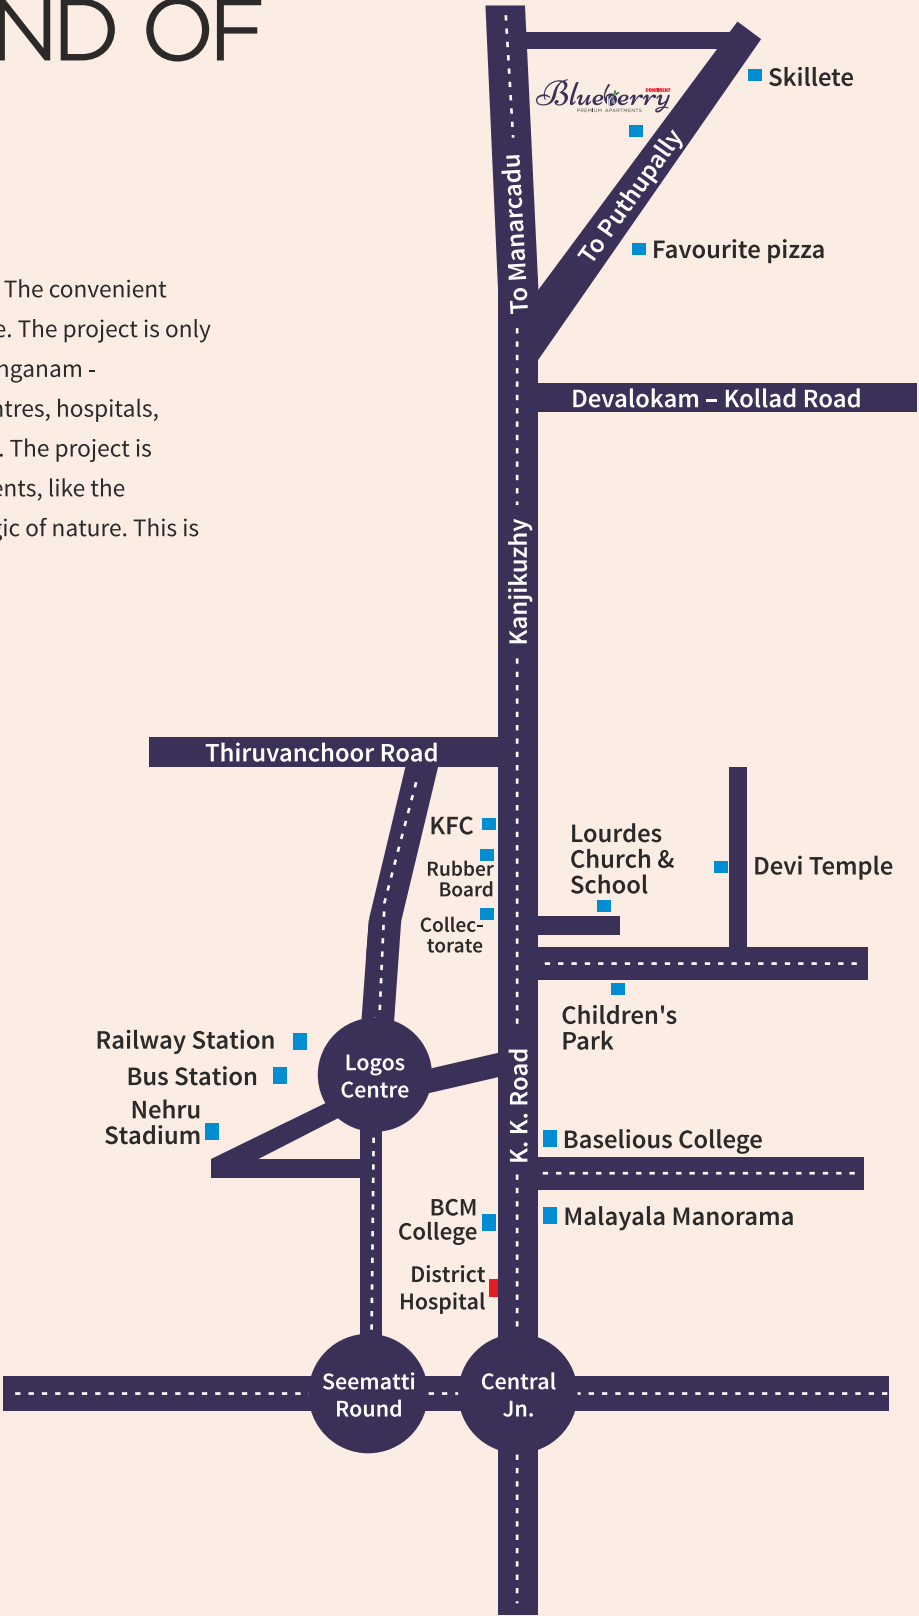 ND OF
Skillete
CONFIDENT
Blueberry
PREMIUM APARTMENTS
To Manarcadu
To Puthupally
Favourite pizza
. The convenient
e. The project is only
nganam -
ntres, hospitals,
. The project is
ents, like the
gic of nature. This is
Devalokam – Kollad Road
Kanjikuzhy
Thiruvanchoor Road
KFC
Rubber
Board
Collec-
torate
Lourdes
Church &
School
Devi Temple
Children's
Park
Railway Station
Bus Station
Nehru
Stadium
Logos
Centre
K. K. Road
Baselious College
Malayala Manorama
BCM
College
District
Hospital
Seematti
Round
Central
Jn.